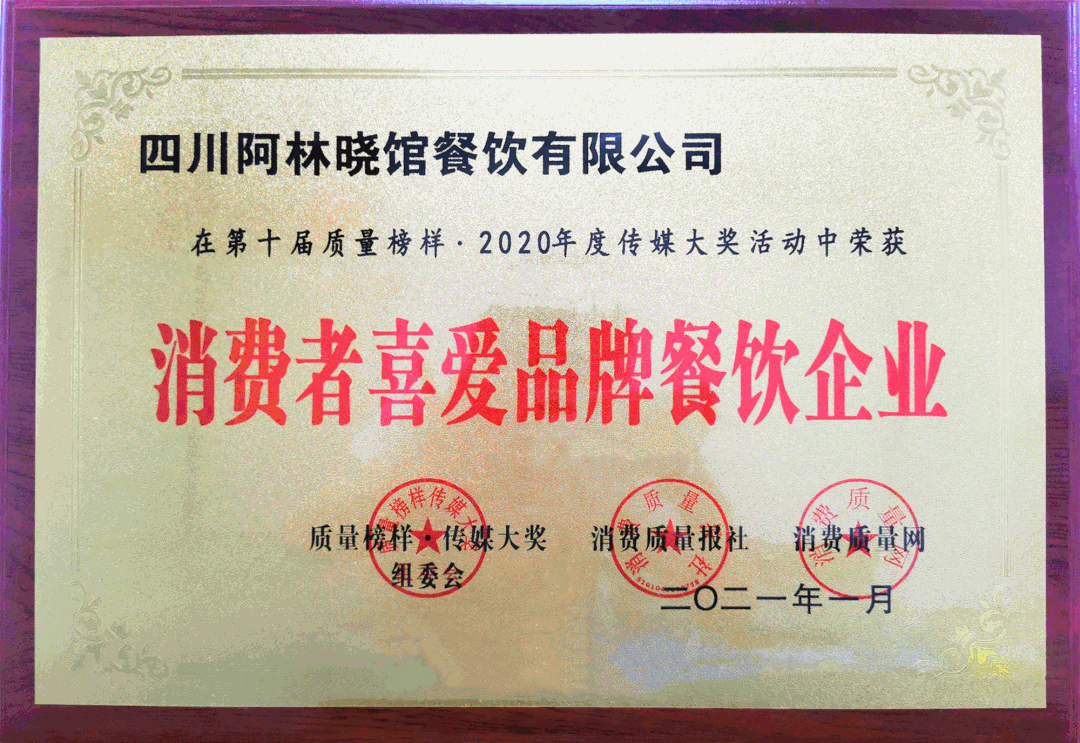 四川阿林晓馆餐饮有限公司
在第十届质量榜样·2020年度传媒大奖活动中荣获
消费者喜爱品牌餐饮企业
质量榜样·传媒大奖 消费质量报社 消费质量网
组委会
二〇二一年一月